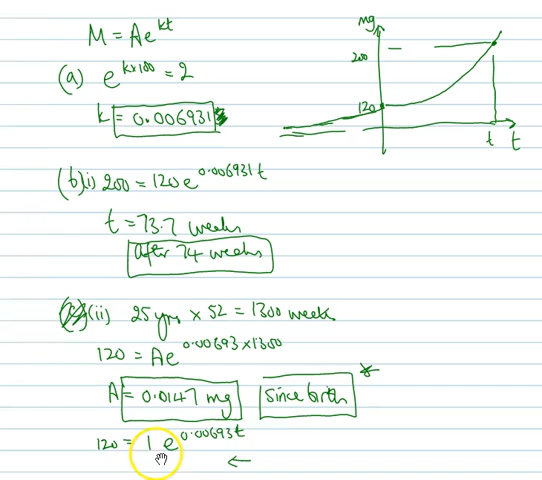 M = Ae^kt
(a) e^k×100 = 2
k = 0.006931
(b)(i) 200 = 120e^0.006931t
t = 73.7 weeks
after 74 weeks
(ii) 25 yrs × 52 = 1300 weeks
120 = Ae^0.00693×1300
A = 0.0147 mg since birth *
120 = 1 e^0.00693t
←
mg
200
120
t t